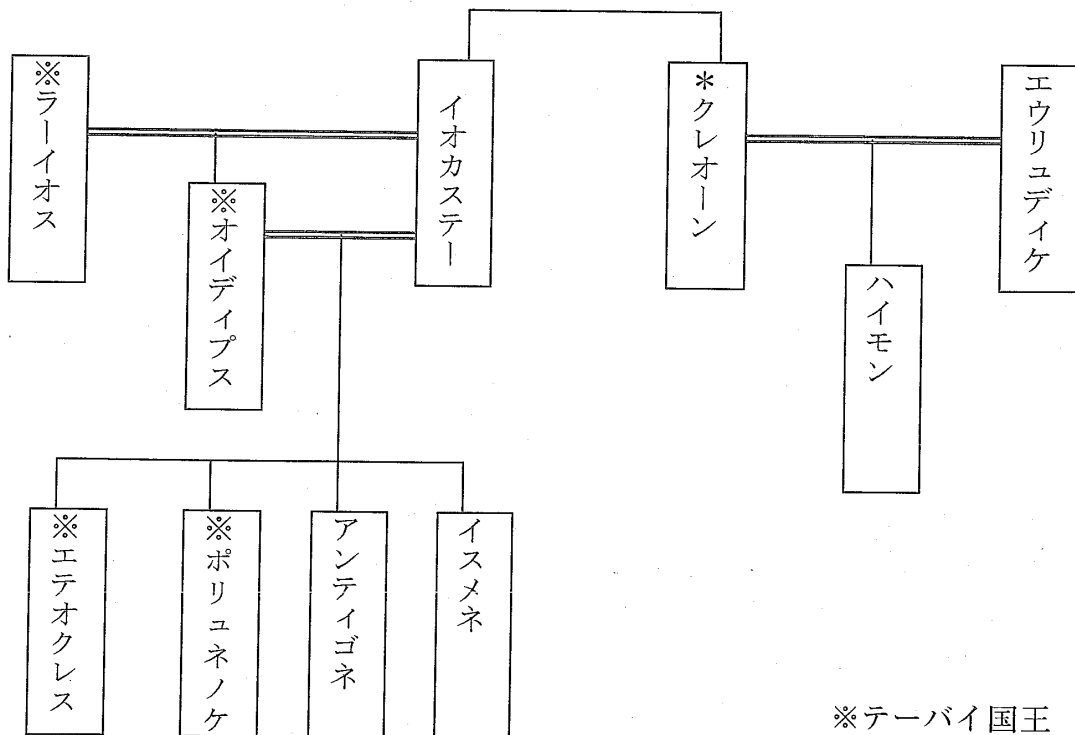 ※ラーイオス
イオカステー
*クレオーン
エウリュディケ
※オイディプス
ハイモン
※エテオクレス
※ポリュネノケ
アンティゴネ
イスメネ
※テーバイ国王